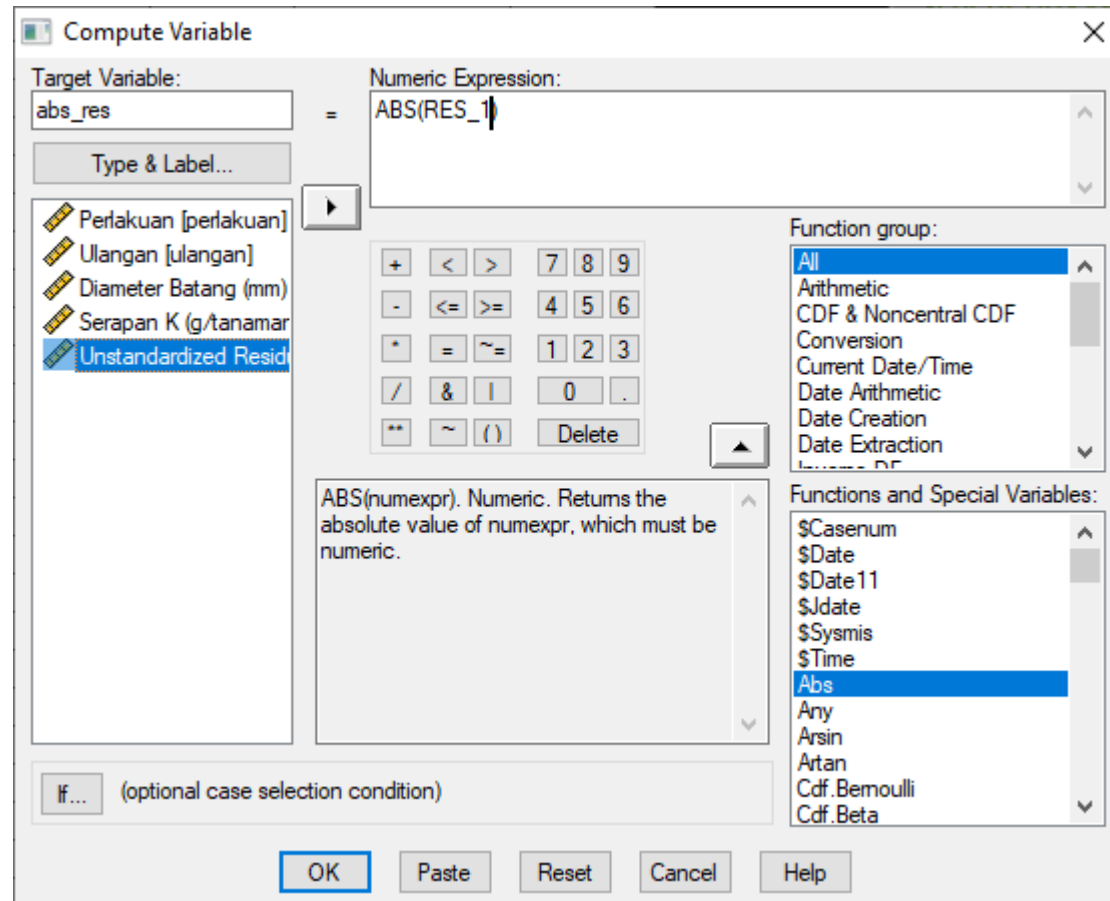 Compute Variable
Target Variable:
abs_res
=
Numeric Expression:
ABS(RES_1)
Type & Label...
Perlakuan [perlakuan]
Ulangan [ulangan]
Diameter Batang (mm)
Serapan K (g/tanamar
Unstandardized Resid
+ < > 7 8 9
- <= >= 4 5 6
* = ~= 1 2 3
/ & | 0 .
** ~ () Delete
Function group:
All
Arithmetic
CDF & Noncentral CDF
Conversion
Current Date/Time
Date Arithmetic
Date Creation
Date Extraction
Inverse DF
ABS(numexpr). Numeric. Returns the
absolute value of numexpr, which must be
numeric.
Functions and Special Variables:
$Casenum
$Date
$Date11
$Jdate
$Sysmis
$Time
Abs
Any
Arsin
Artan
Cdf.Bernoulli
Cdf.Beta
If... (optional case selection condition)
OK Paste Reset Cancel Help